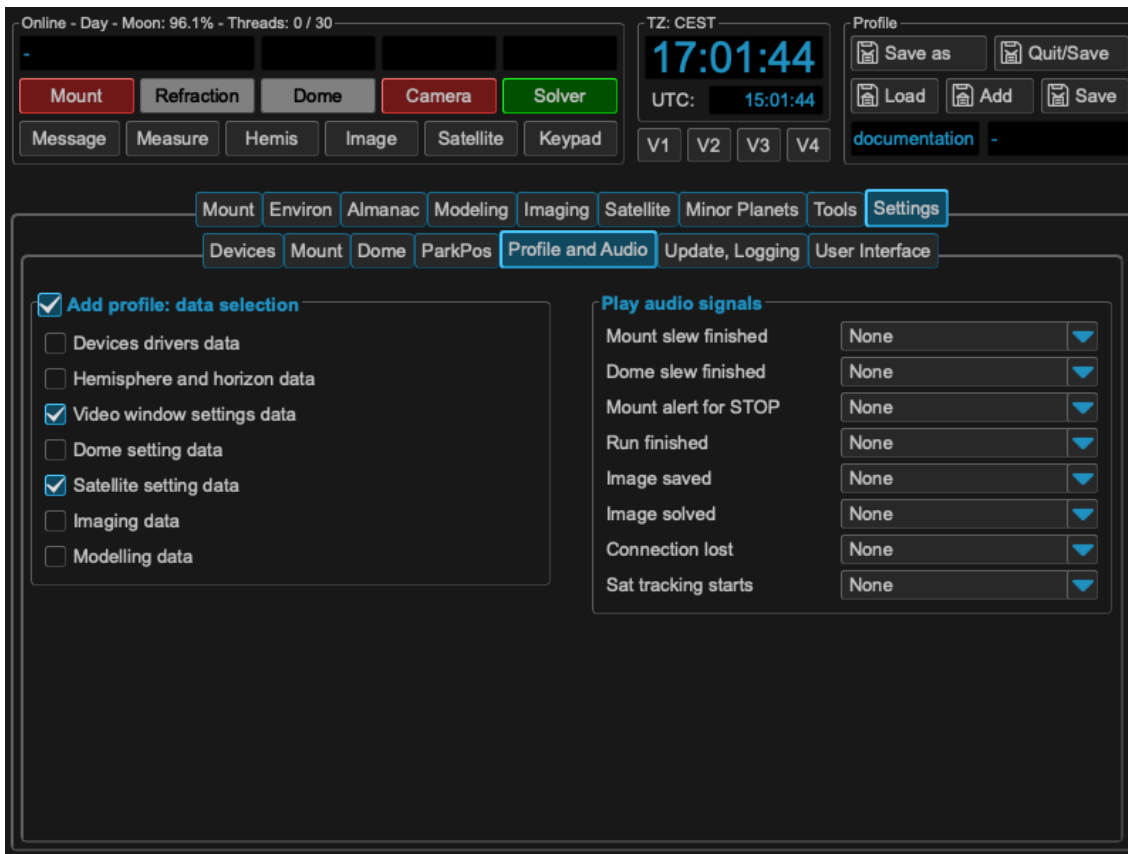 Online - Day - Moon: 96.1% - Threads: 0 / 30
-
Mount Refraction Dome Camera Solver
Message Measure Hemis Image Satellite Keypad
TZ: CEST
17:01:44
UTC: 15:01:44
V1 V2 V3 V4
Profile
Save as Quit/Save
Load Add Save
documentation -
Mount Environ Almanac Modeling Imaging Satellite Minor Planets Tools Settings
Devices Mount Dome ParkPos Profile and Audio Update, Logging User Interface
Add profile: data selection
Devices drivers data
Hemisphere and horizon data
Video window settings data
Dome setting data
Satellite setting data
Imaging data
Modelling data
Play audio signals
Mount slew finished None
Dome slew finished None
Mount alert for STOP None
Run finished None
Image saved None
Image solved None
Connection lost None
Sat tracking starts None